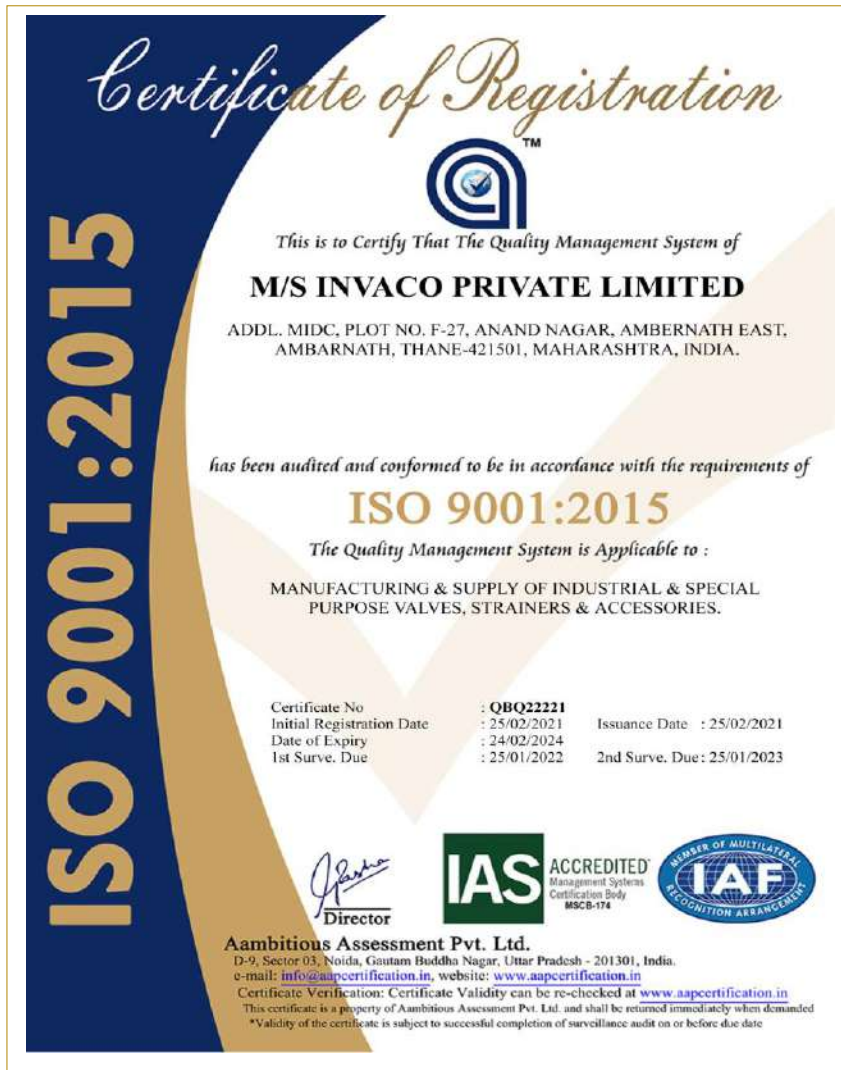 Certificate of Registration
TM
This is to Certify That The Quality Management System of
M/S INVACO PRIVATE LIMITED
ADDL. MIDC, PLOT NO. F-27, ANAND NAGAR, AMBERNATH EAST,
AMBARNATH, THANE-421501, MAHARASHTRA, INDIA.
has been audited and conformed to be in accordance with the requirements of
ISO 9001:2015
The Quality Management System is Applicable to :
MANUFACTURING & SUPPLY OF INDUSTRIAL & SPECIAL
PURPOSE VALVES, STRAINERS & ACCESSORIES.
Certificate No : QBQ22221
Initial Registration Date : 25/02/2021 Issuance Date : 25/02/2021
Date of Expiry : 24/02/2024
1st Surve. Due : 25/01/2022 2nd Surve. Due : 25/01/2023
ISO 9001:2015
Director
IAS ACCREDITED
Management Systems
Certification Body
MSCB-174
MEMBER OF MULTILATERAL
IAF
RECOGNITION ARRANGEMENT
Aambitious Assessment Pvt. Ltd.
D-9, Sector 03, Noida, Gautam Buddha Nagar, Uttar Pradesh - 201301, India.
e-mail: info@aapcertification.in, website: www.aapcertification.in
Certificate Verification: Certificate Validity can be re-checked at www.aapcertification.in
This certificate is a property of Aambitious Assessment Pvt. Ltd. and shall be returned immediately when demanded
*Validity of the certificate is subject to successful completion of surveillance audit on or before due date